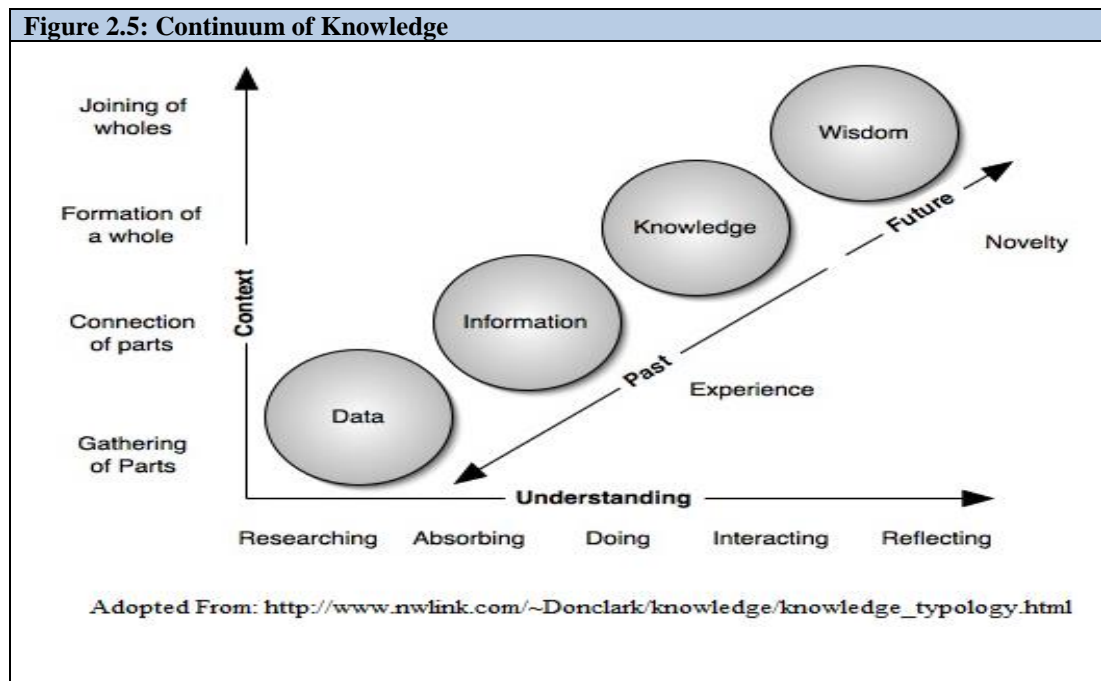 Figure 2.5: Continuum of Knowledge
Joining of
wholes
Wisdom
Formation of
a whole
Knowledge
Future
Novelty
Context
Connection
of parts
Information
Past
Experience
Data
Gathering
of Parts
Understanding
Researching Absorbing Doing Interacting Reflecting
Adopted From: http://www.nwlink.com/~Donclark/knowledge/knowledge_typology.html